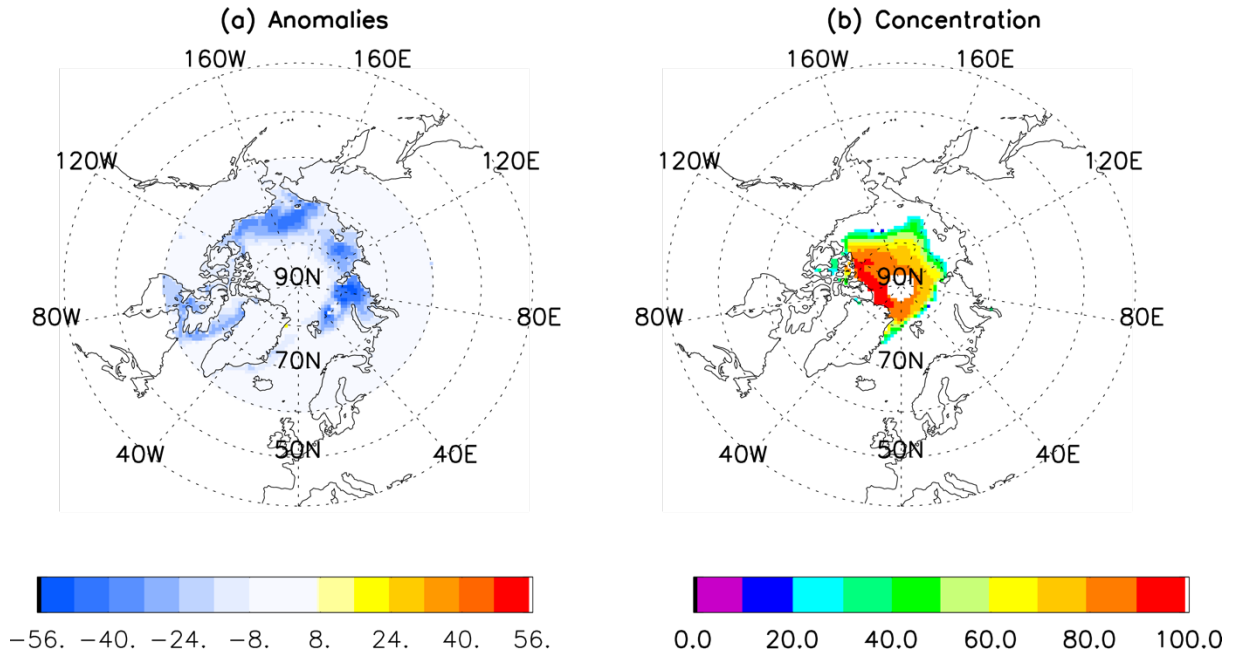 (a) Anomalies
(b) Concentration
160W 160E
160W 160E
120W 120E
120W 120E
90N
90N
80W 80E
80W 80E
70N
70N
50N
50N
40W 40E
40W 40E
−56. −40. −24. −8. 8. 24. 40. 56.
0.0 20.0 40.0 60.0 80.0 100.0